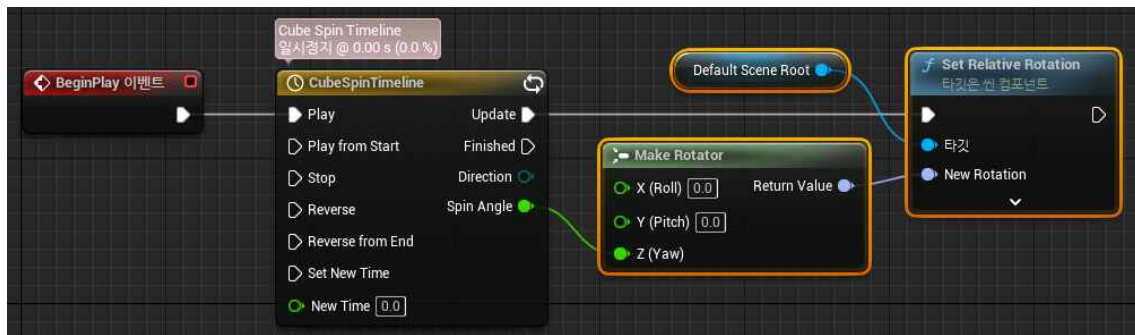 Cube Spin Timeline
일시정지 @ 0.00 s (0.0 %)
BeginPlay 이벤트
CubeSpinTimeline
Play
Update
Play from Start
Finished
Stop
Direction
Reverse
Spin Angle
Reverse from End
Set New Time
New Time 0.0
Default Scene Root
Make Rotator
X (Roll) 0.0
Return Value
Y (Pitch) 0.0
Z (Yaw)
f Set Relative Rotation
타깃은 씬 컴포넌트
타깃
New Rotation